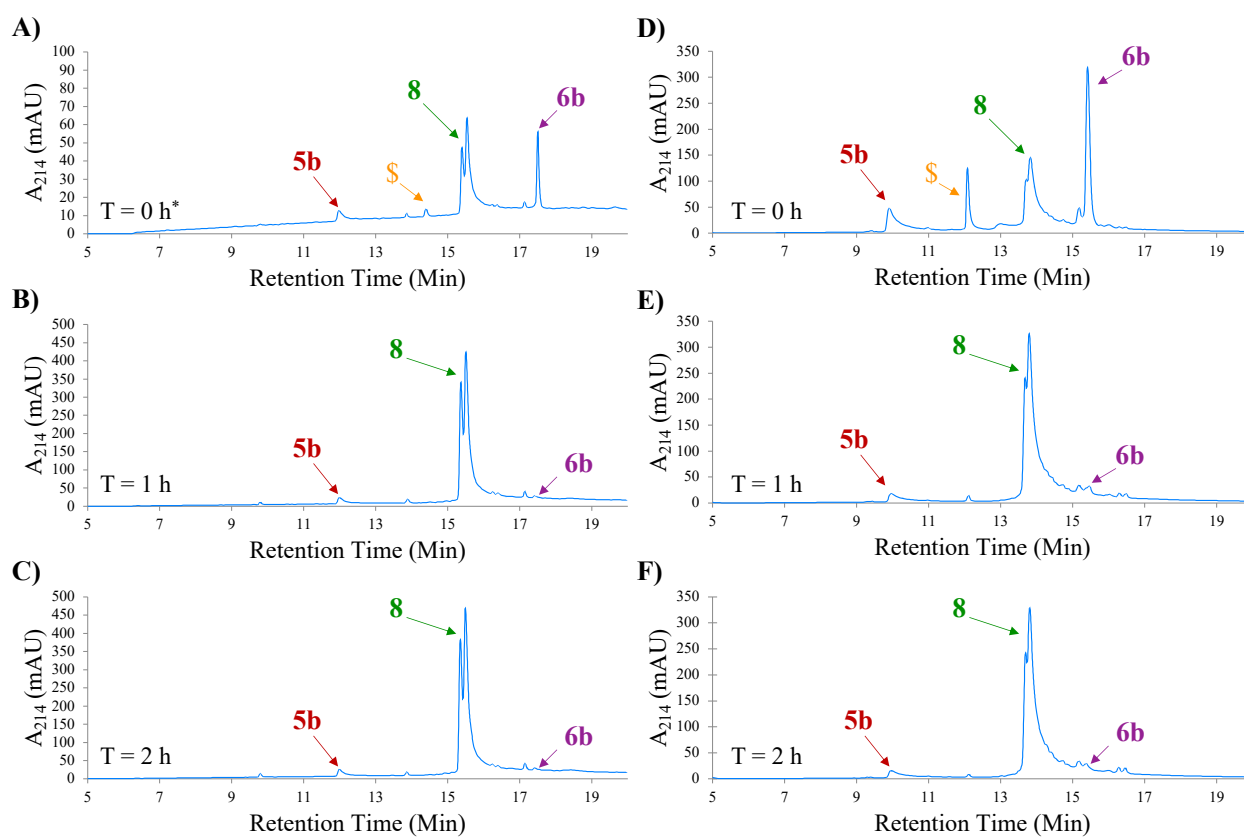 A)
A214 (mAU)
100
90
80
70
60
50
40
30
20
10
0
5b
$
8
6b
T = 0 h*
5 7 9 11 13 15 17 19
Retention Time (Min)
B)
A214 (mAU)
500
450
400
350
300
250
200
150
100
50
0
8
5b
6b
T = 1 h
5 7 9 11 13 15 17 19
Retention Time (Min)
C)
A214 (mAU)
500
450
400
350
300
250
200
150
100
50
0
8
5b
6b
T = 2 h
5 7 9 11 13 15 17 19
Retention Time (Min)
D)
A214 (mAU)
350
300
250
200
150
100
50
0
6b
8
5b
$
T = 0 h
5 7 9 11 13 15 17 19
Retention Time (Min)
E)
A214 (mAU)
350
300
250
200
150
100
50
0
8
5b
6b
T = 1 h
5 7 9 11 13 15 17 19
Retention Time (Min)
F)
A214 (mAU)
350
300
250
200
150
100
50
0
8
5b
6b
T = 2 h
5 7 9 11 13 15 17 19
Retention Time (Min)